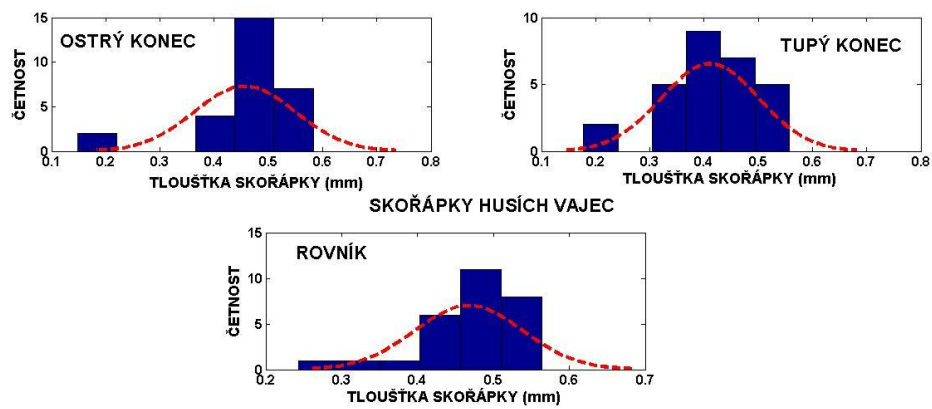 15
10
5
0
ČETNOST
OSTRÝ KONEC
0.1 0.2 0.3 0.4 0.5 0.6 0.7 0.8
TLOUŠŤKA SKOŘÁPKY (mm)
10
5
0
ČETNOST
TUPÝ KONEC
0.1 0.2 0.3 0.4 0.5 0.6 0.7 0.8
TLOUŠŤKA SKOŘÁPKY (mm)
SKOŘÁPKY HUSÍCH VAJEC
15
10
5
0
ČETNOST
ROVNÍK
0.2 0.3 0.4 0.5 0.6 0.7
TLOUŠŤKA SKOŘÁPKY (mm)